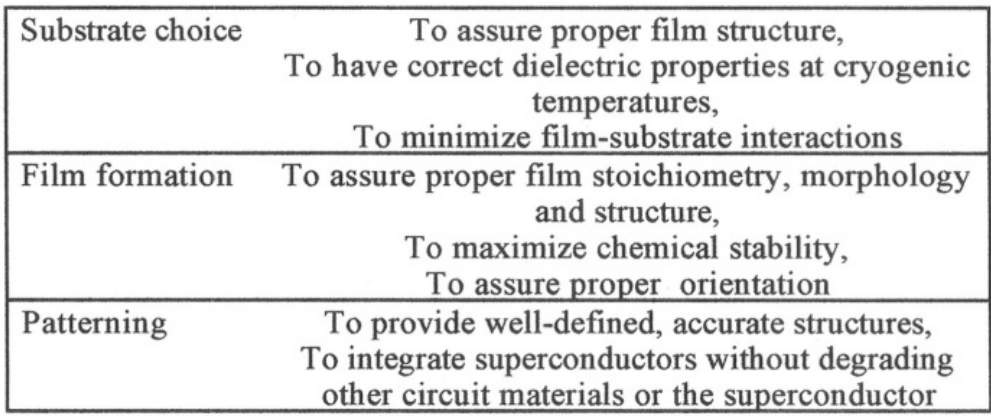 Substrate choice To assure proper film structure,
To have correct dielectric properties at cryogenic
temperatures,
To minimize film-substrate interactions
Film formation To assure proper film stoichiometry, morphology
and structure,
To maximize chemical stability,
To assure proper orientation
Patterning To provide well-defined, accurate structures,
To integrate superconductors without degrading
other circuit materials or the superconductor